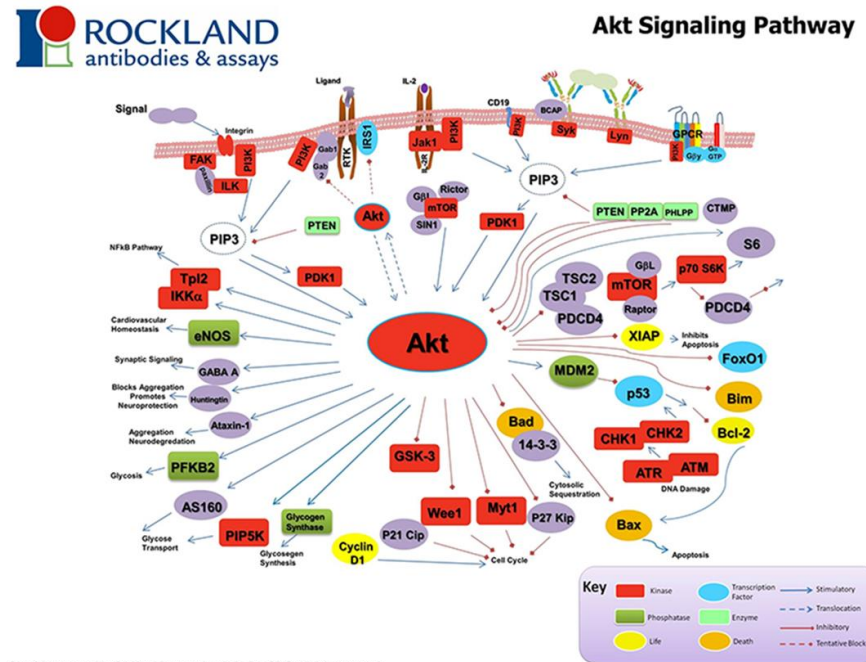 ROCKLAND
antibodies & assays
Akt Signaling Pathway
Signal
Integrin
FAK
PI3K
paxillin
ILK
Ligand
PI3K
Gab1
Gab
2
RTK
IRS1
IL-2
Jak1
PI3K
IL-2R
CD19
PI3K
BCAP
Syk
Lyn
GPCR
PI3K
Gβγ
Gα
GTP
PIP3
PTEN
Akt
GβL
Rictor
mTOR
SIN1
PDK1
PIP3
PTEN
PP2A
PHLPP
CTMP
S6
NFkB Pathway
Tpl2
IKKα
PDK1
TSC2
TSC1
PDCD4
GβL
mTOR
Raptor
p70 S6K
PDCD4
Cardiovascular
Homeostasis
eNOS
Akt
XIAP
Inhibits
Apoptosis
FoxO1
Synaptic Signaling
GABA A
MDM2
p53
Bim
Blocks Aggregation
Promotes
Neuroprotection
Huntingtin
Ataxin-1
Aggregation
Neurodegredation
Bad
14-3-3
Bcl-2
CHK1
CHK2
ATR
ATM
DNA Damage
Glycosis
PFKB2
GSK-3
Cytosolic
Sequestration
AS160
Glycose
Transport
PIP5K
Glycogen
Synthase
Glycosegen
Synthesis
Cyclin
D1
P21 Cip
Wee1
Myt1
P27 Kip
Cell Cycle
Bax
Apoptosis
Key
Kinase
Transcription
Factor
Stimulatory
Translocation
Phosphatase
Enzyme
Inhibitory
Life
Death
Tentative Block